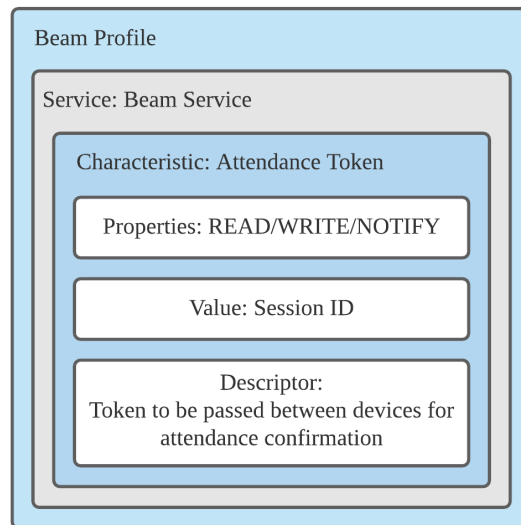 Beam Profile
Service: Beam Service
Characteristic: Attendance Token
Properties: READ/WRITE/NOTIFY
Value: Session ID
Descriptor:
Token to be passed between devices for
attendance confirmation